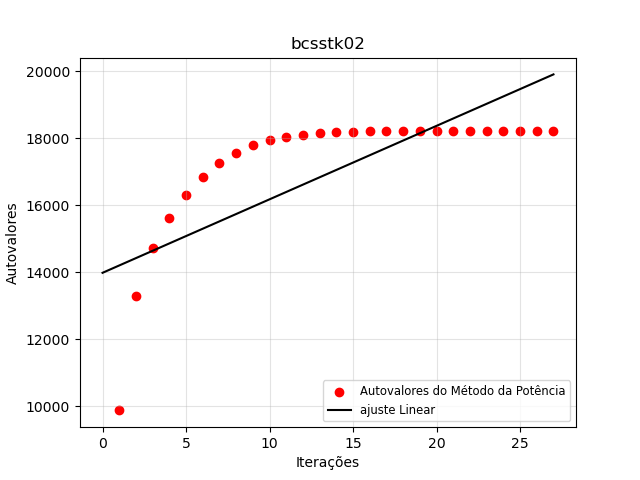 bcsstk02
20000
18000
16000
14000
12000
10000
Autovalores
0 5 10 15 20 25
Iterações
Autovalores do Método da Potência
ajuste Linear